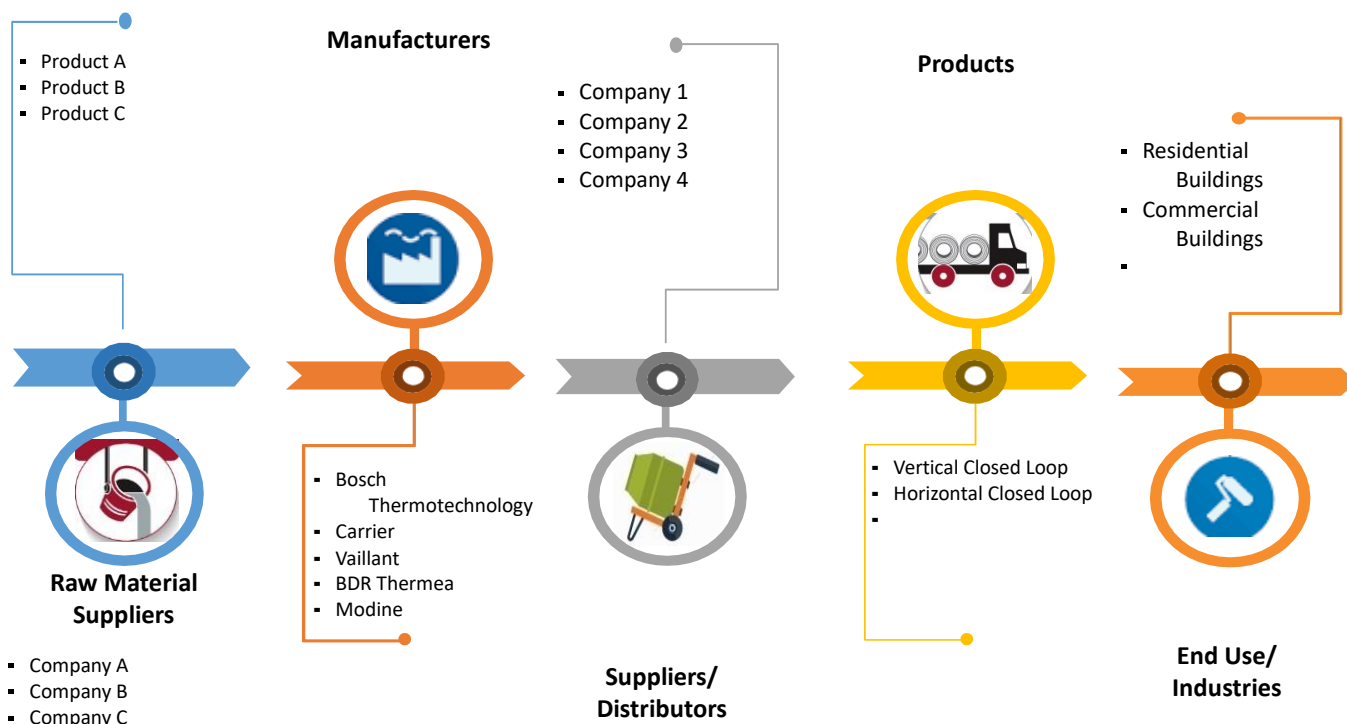 ▪ Product A
▪ Product B
▪ Product C
Raw Material
Suppliers
▪ Company A
▪ Company B
▪ Company C
Manufacturers
▪ Bosch
Thermotechnology
▪ Carrier
▪ Vaillant
▪ BDR Thermea
▪ Modine
▪ Company 1
▪ Company 2
▪ Company 3
▪ Company 4
Suppliers/
Distributors
Products
▪ Vertical Closed Loop
▪ Horizontal Closed Loop
▪
▪ Residential
Buildings
▪ Commercial
Buildings
▪
End Use/
Industries